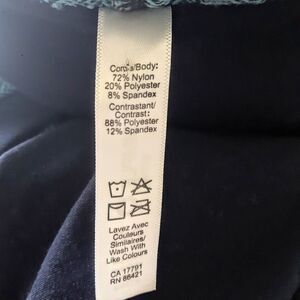 Corps/Body:
72% Nylon
20% Polyester
8% Spandex
Contrastant/
Contrast:
88% Polyester
12% Spandex
Lavez Avec
Couleurs
Similaires/
Wash With
Like Colours
CA 17791
RN 86421